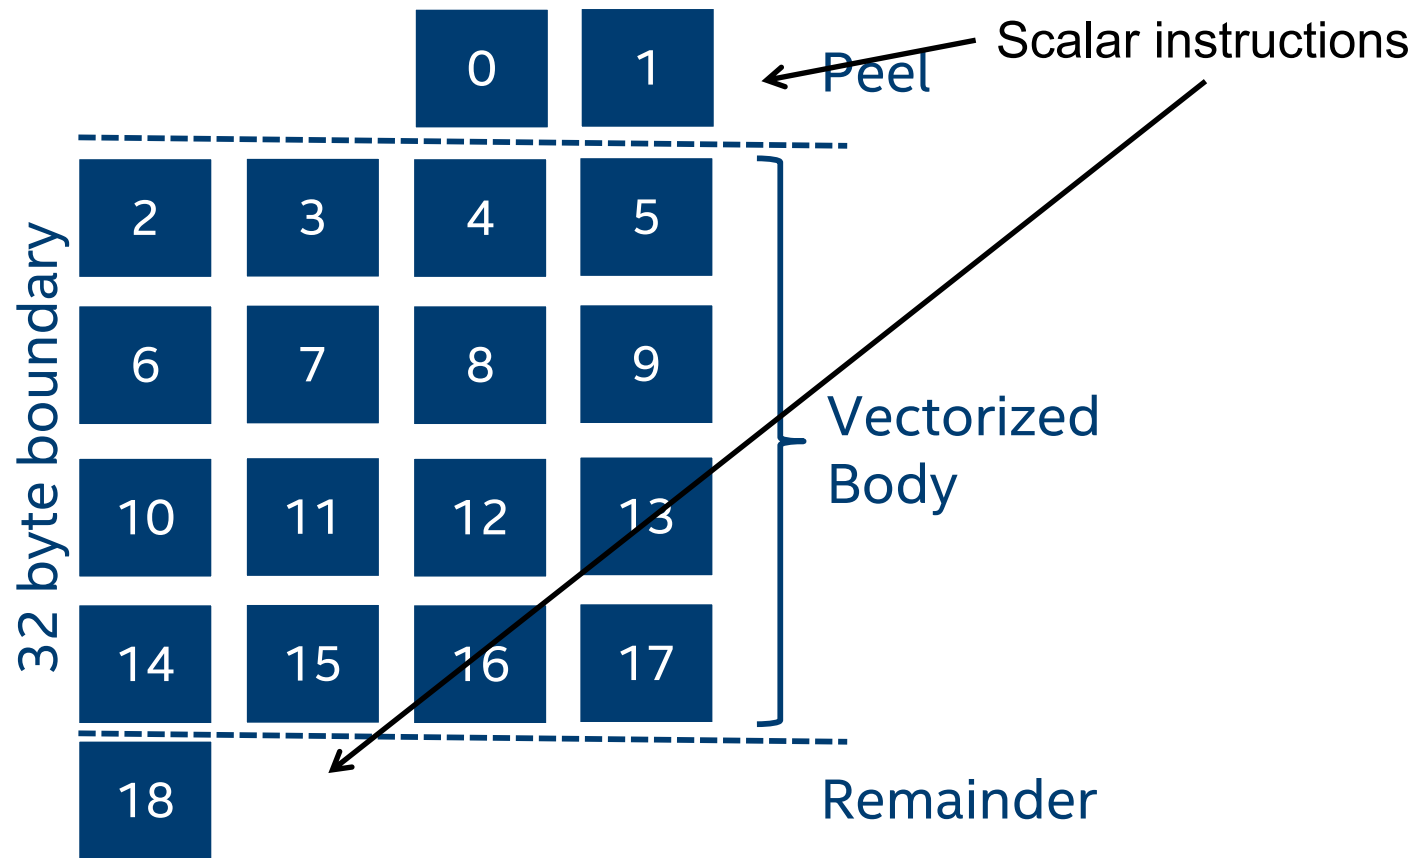 Scalar instructions
0 1 Peel
2 3 4 5
6 7 8 9
10 11 12 13
14 15 16 17
18
32 byte boundary
Vectorized
Body
Remainder